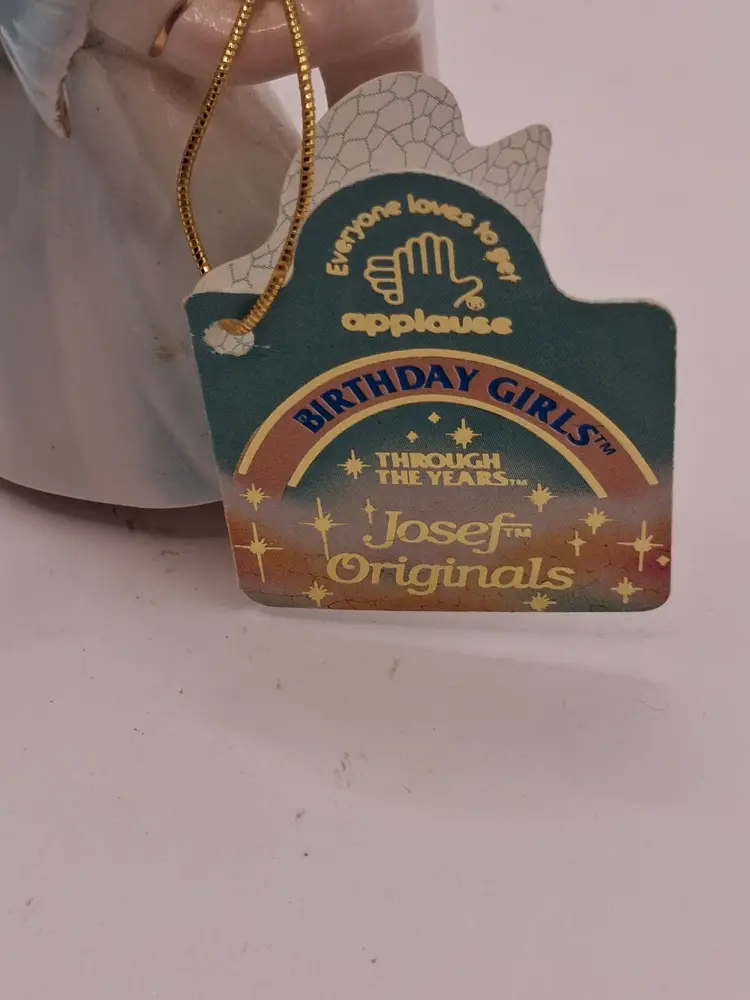 Everyone loves to get
applause
BIRTHDAY GIRLS™
THROUGH
THE YEARS™
Josef™
Originals